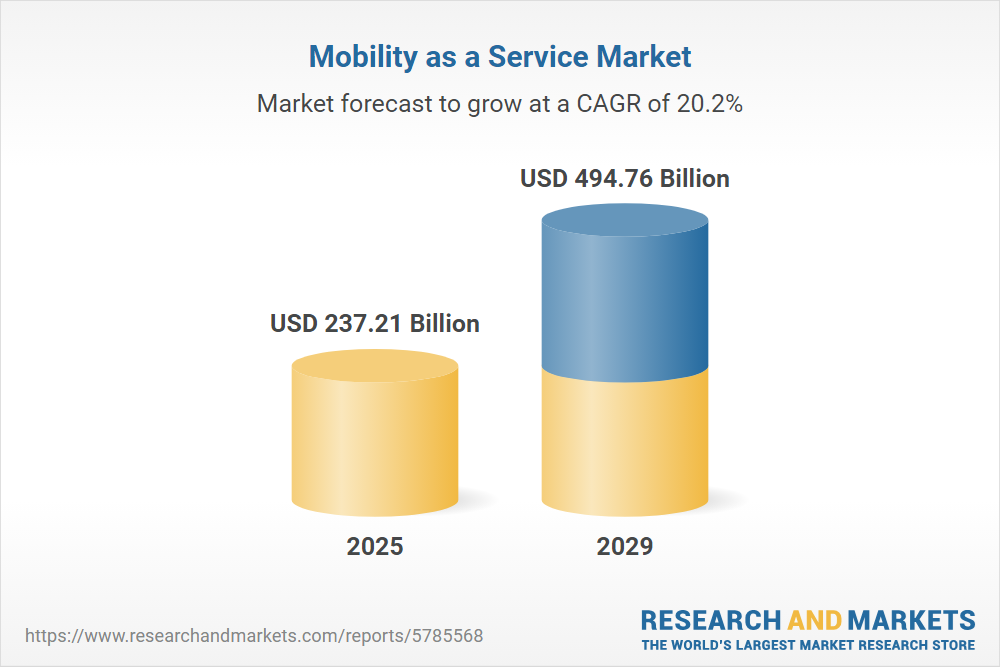 Mobility as a Service Market
Market forecast to grow at a CAGR of 20.2%
USD 494.76 Billion
USD 237.21 Billion
2025
2029
https://www.researchandmarkets.com/reports/5785568
RESEARCH AND MARKETS
THE WORLD'S LARGEST MARKET RESEARCH STORE